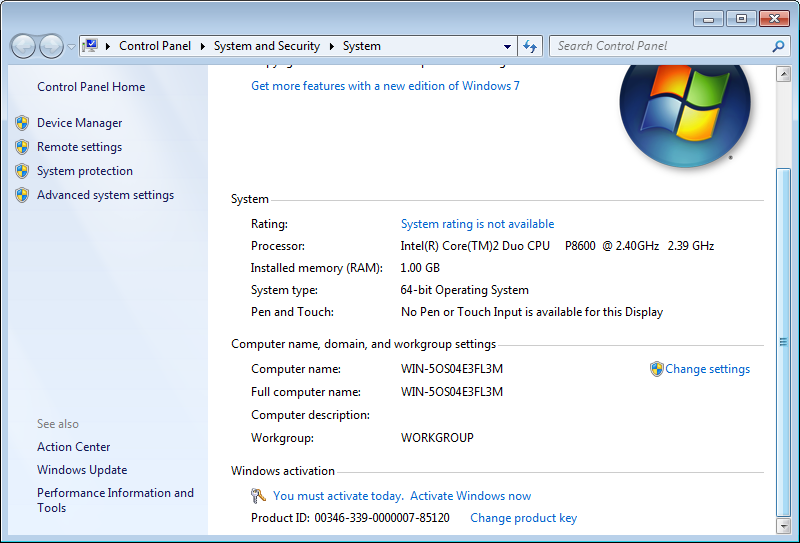 Control Panel System and Security System
Search Control Panel
Control Panel Home
Device Manager
Remote settings
System protection
Advanced system settings
See also
Action Center
Windows Update
Performance Information and
Tools
Get more features with a new edition of Windows 7
System
Rating: System rating is not available
Processor: Intel(R) Core(TM)2 Duo CPU P8600 @ 2.40GHz 2.39 GHz
Installed memory (RAM): 1.00 GB
System type: 64-bit Operating System
Pen and Touch: No Pen or Touch Input is available for this Display
Computer name, domain, and workgroup settings
Computer name: WIN-5OS04E3FL3M
Change settings
Full computer name: WIN-5OS04E3FL3M
Computer description:
Workgroup: WORKGROUP
Windows activation
You must activate today. Activate Windows now
Product ID: 00346-339-0000007-85120 Change product key